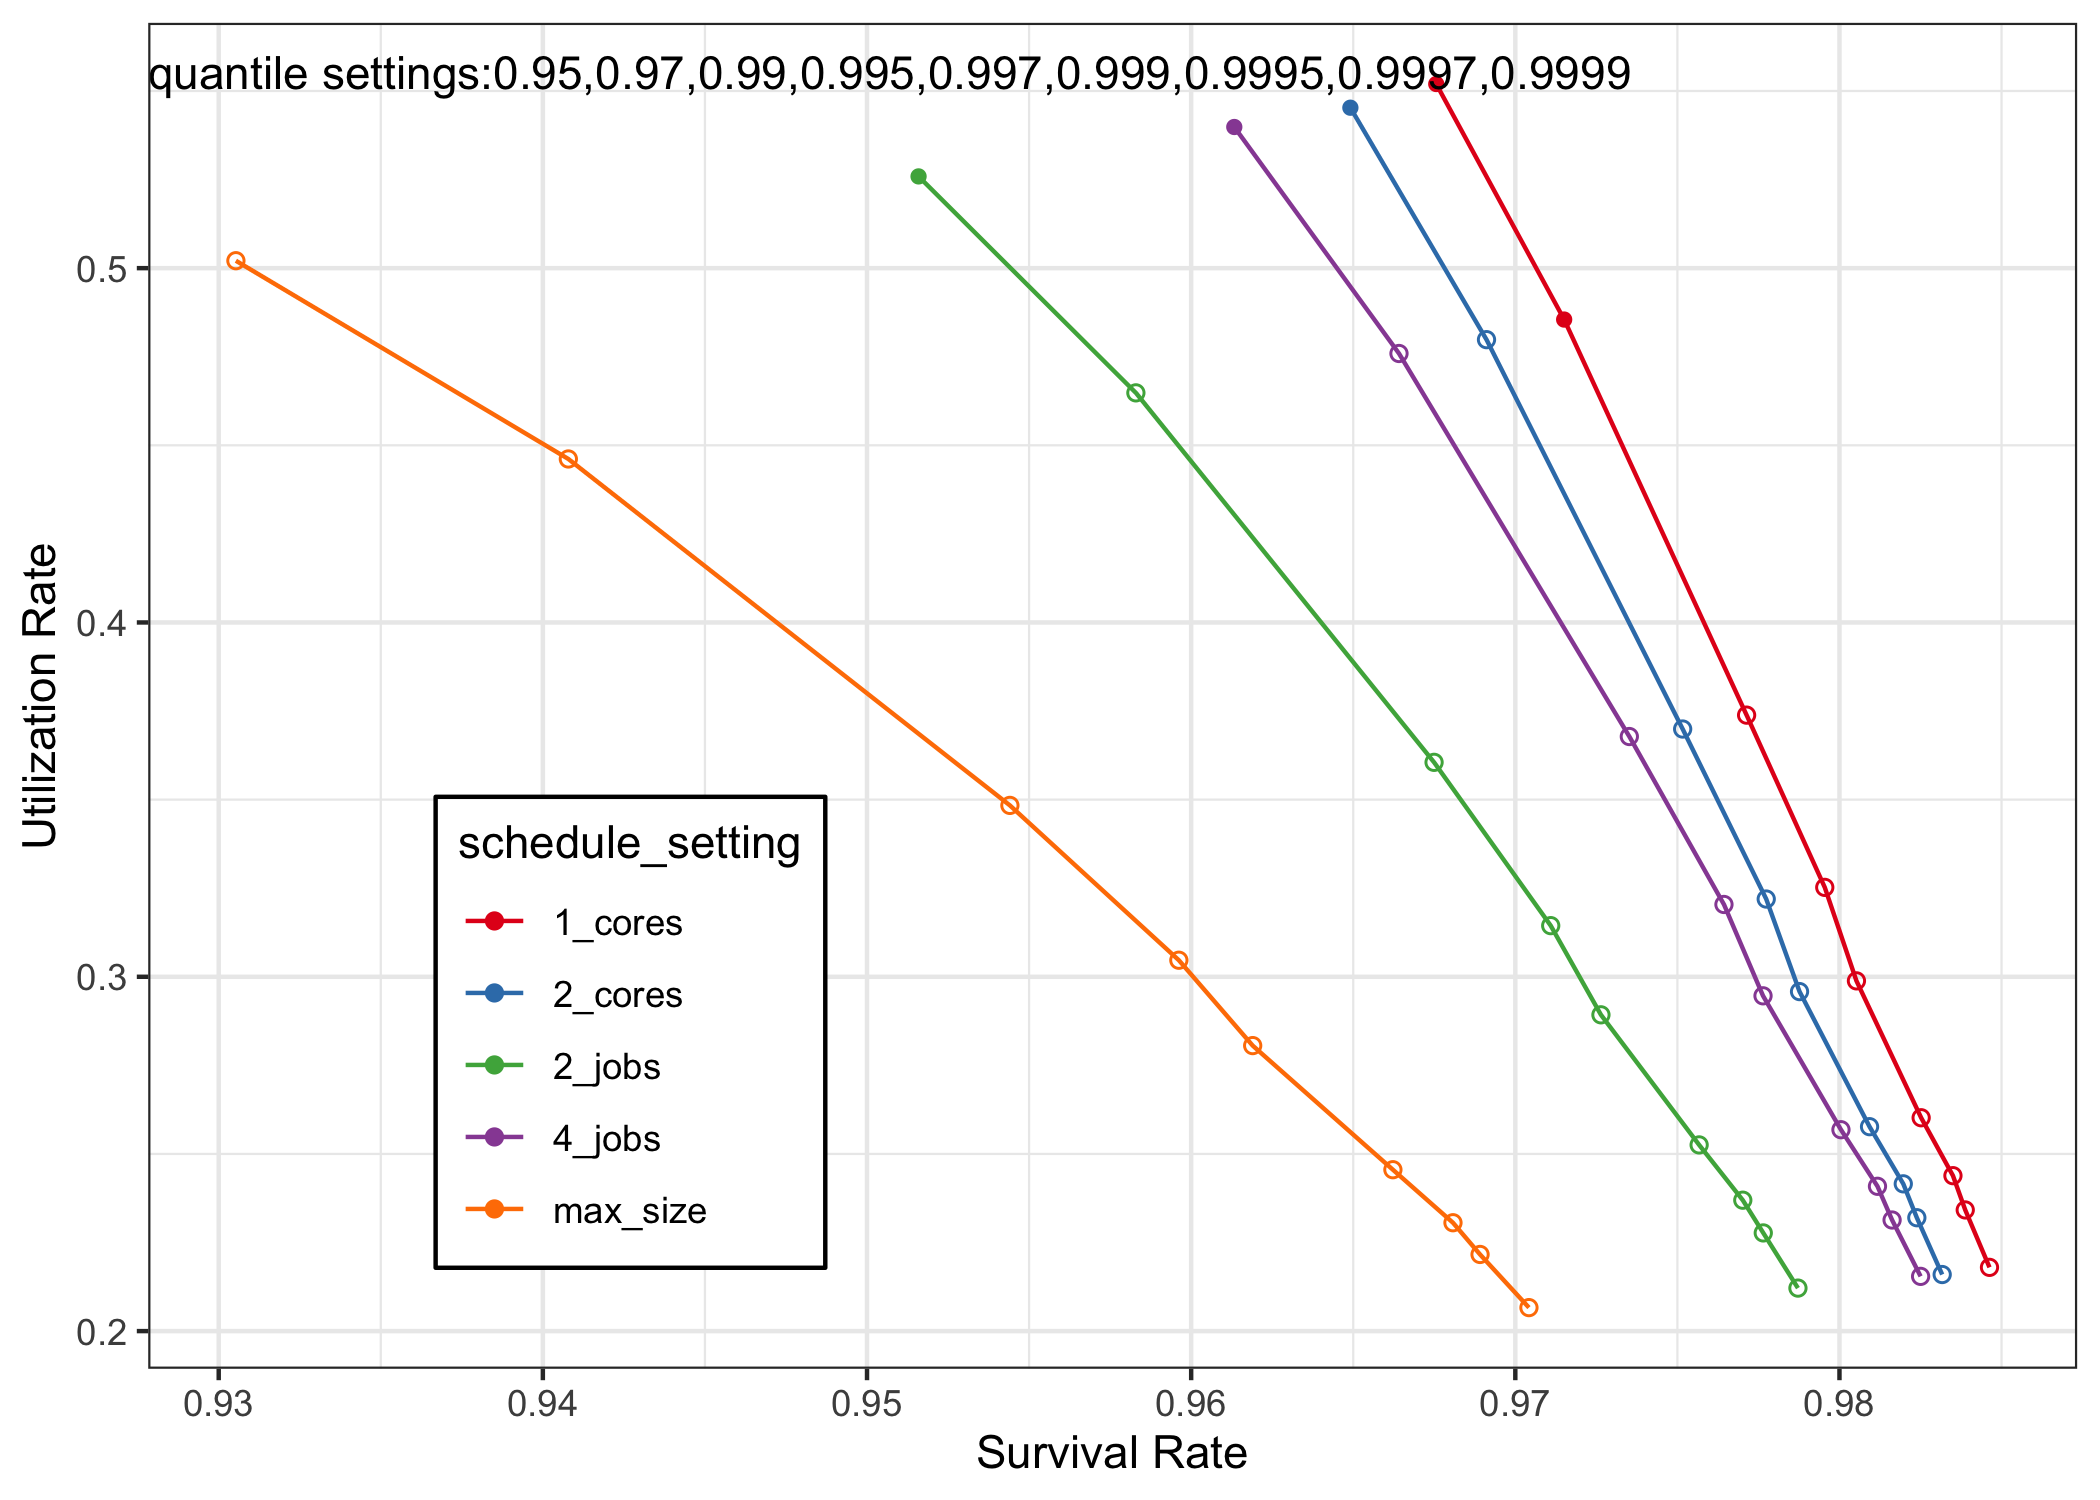 quantile settings:0.95,0.97,0.99,0.995,0.997,0.999,0.9995,0.9997,0.9999
0.5
0.4
0.3
0.2
Utilization Rate
schedule_setting
1_cores
2_cores
2_jobs
4_jobs
max_size
0.93
0.94
0.95
0.96
0.97
0.98
Survival Rate